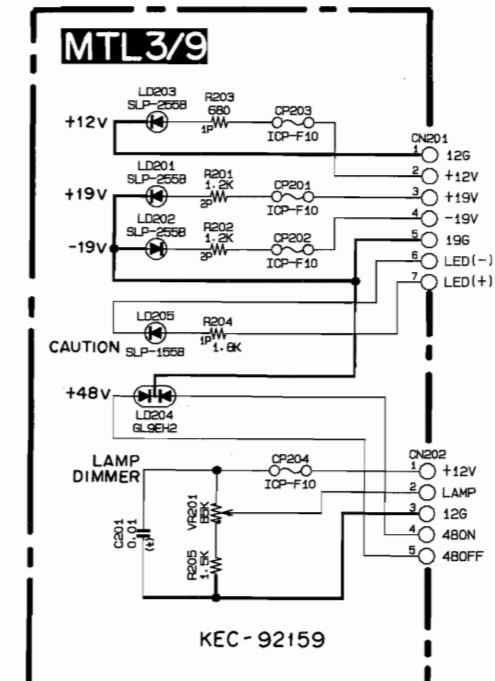 MTL3/9
LD203
SLP-255B
R203
680
1P
CP203
ICP-F10
+12V
CN201
1 12G
2 +12V
LD201
SLP-255B
R201
1.2K
2P
CP201
ICP-F10
+19V
3 +19V
LD202
SLP-255B
R202
1.2K
2P
CP202
ICP-F10
-19V
4 -19V
5 19G
6 LED(-)
7 LED(+)
LD205
SLP-155B
R204
1P
1.8K
CAUTION
+48V
LD204
GL9EH2
LAMP
DIMMER
CP204
ICP-F10
CN202
1 +12V
2 LAMP
3 12G
4 48ON
5 48OFF
C201
0.01
(t)
VR201
R205
1.5K
KEC-92159